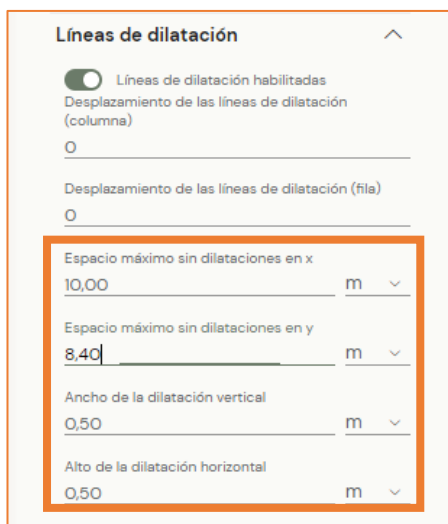 Líneas de dilatación
Líneas de dilatación habilitadas
Desplazamiento de las líneas de dilatación
(columna)
0
Desplazamiento de las líneas de dilatación (fila)
0
Espacio máximo sin dilataciones en x
10,00 m
Espacio máximo sin dilataciones en y
8,40 m
Ancho de la dilatación vertical
0,50 m
Alto de la dilatación horizontal
0,50 m